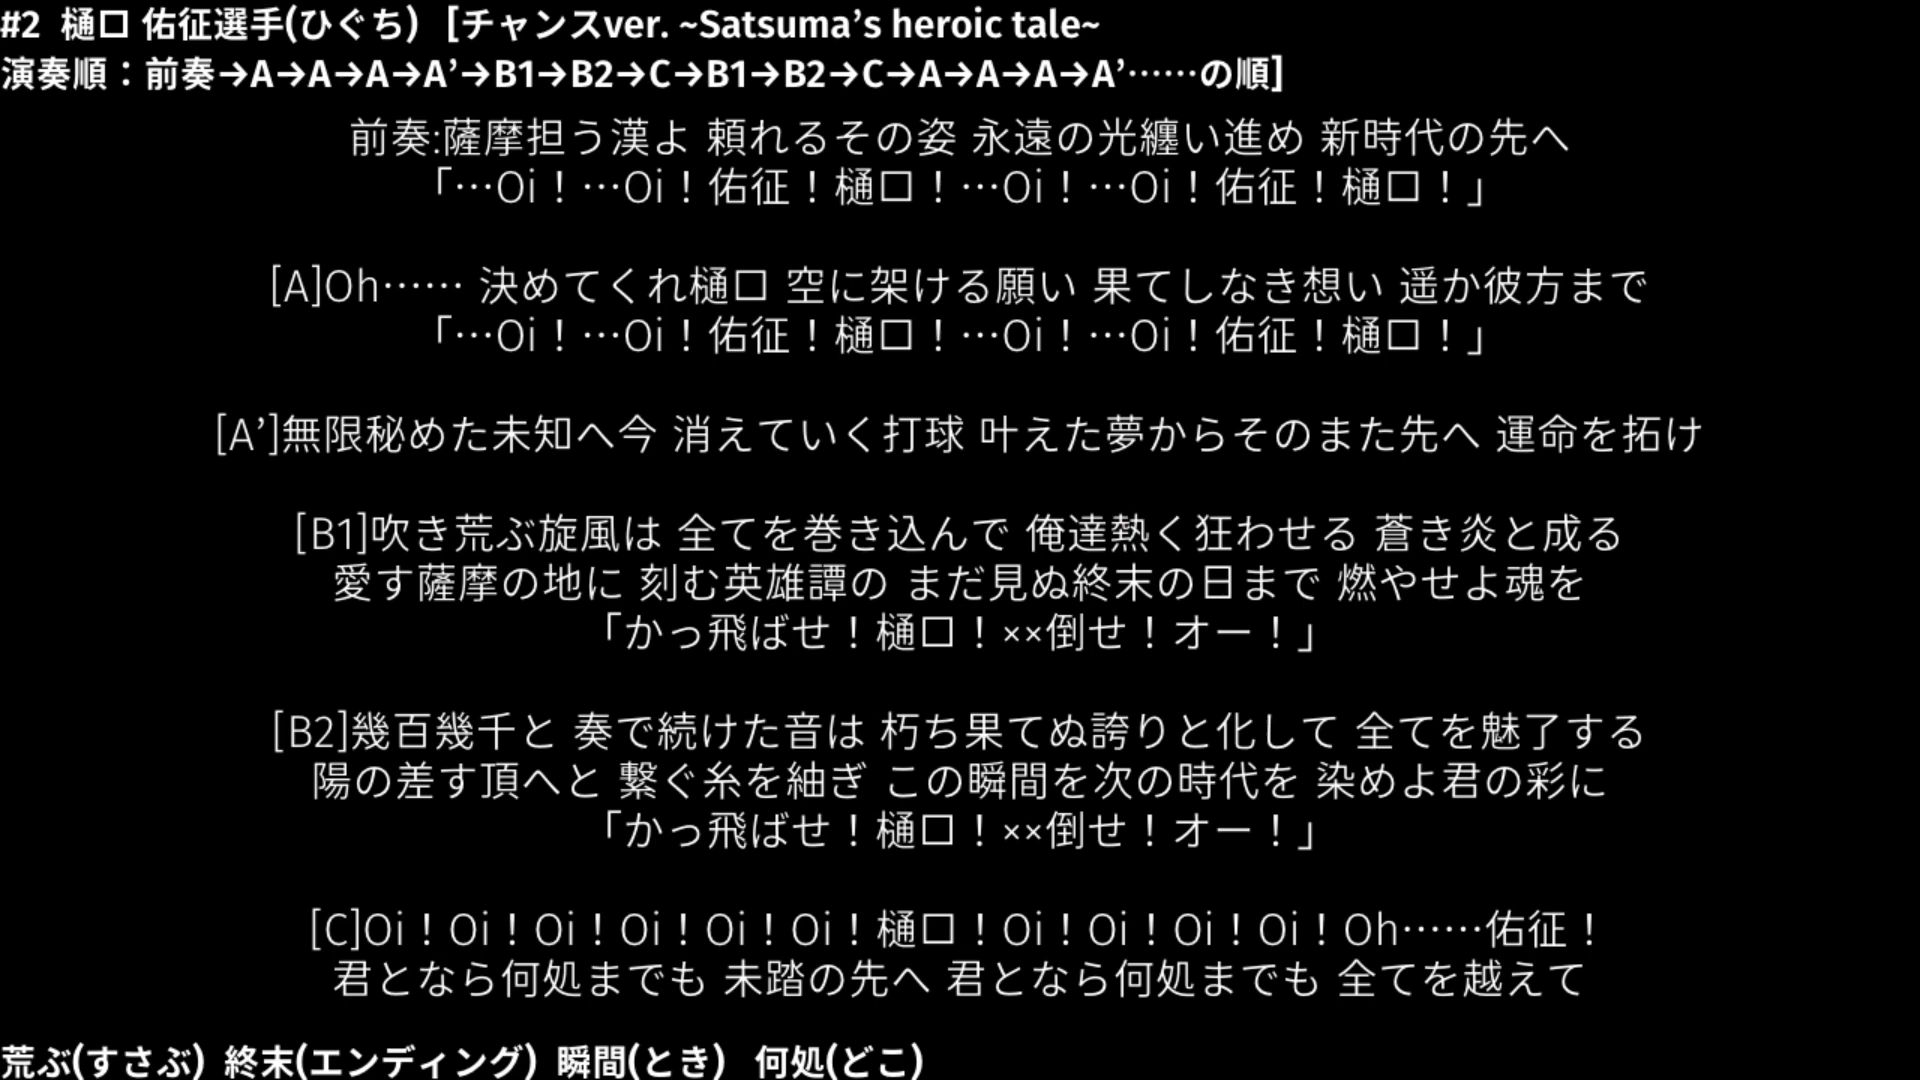 #2 樋口 佑征選手(ひぐち) [チャンスver. ~Satsuma’s heroic tale~
演奏順：前奏→A→A→A→A’→B1→B2→C→B1→B2→C→A→A→A→A’……の順]
前奏:薩摩担う漢よ 頼れるその姿 永遠の光纏い進め 新時代の先へ
「…Oi！…Oi！佑征！樋口！…Oi！…Oi！佑征！樋口！」
[A]Oh…… 決めてくれ樋口 空に架ける願い 果てしなき想い 遥か彼方まで
「…Oi！…Oi！佑征！樋口！…Oi！…Oi！佑征！樋口！」
[A’]無限秘めた未知へ今 消えていく打球 叶えた夢からそのまた先へ 運命を拓け
[B1]吹き荒ぶ旋風は 全てを巻き込んで 俺達熱く狂わせる 蒼き炎と成る
愛す薩摩の地に 刻む英雄譚の まだ見ぬ終末の日まで 燃やせよ魂を
「かっ飛ばせ！樋口！××倒せ！オー！」
[B2]幾百幾千と 奏で続けた音は 朽ち果てぬ誇りと化して 全てを魅了する
陽の差す頂へと 繋ぐ糸を紬ぎ この瞬間を次の時代を 染めよ君の彩に
「かっ飛ばせ！樋口！××倒せ！オー！」
[C]Oi！Oi！Oi！Oi！Oi！Oi！樋口！Oi！Oi！Oi！Oi！Oh……佑征！
君となら何処までも 未踏の先へ 君となら何処までも 全てを越えて
荒ぶ(すさぶ) 終末(エンディング) 瞬間(とき) 何処(どこ)